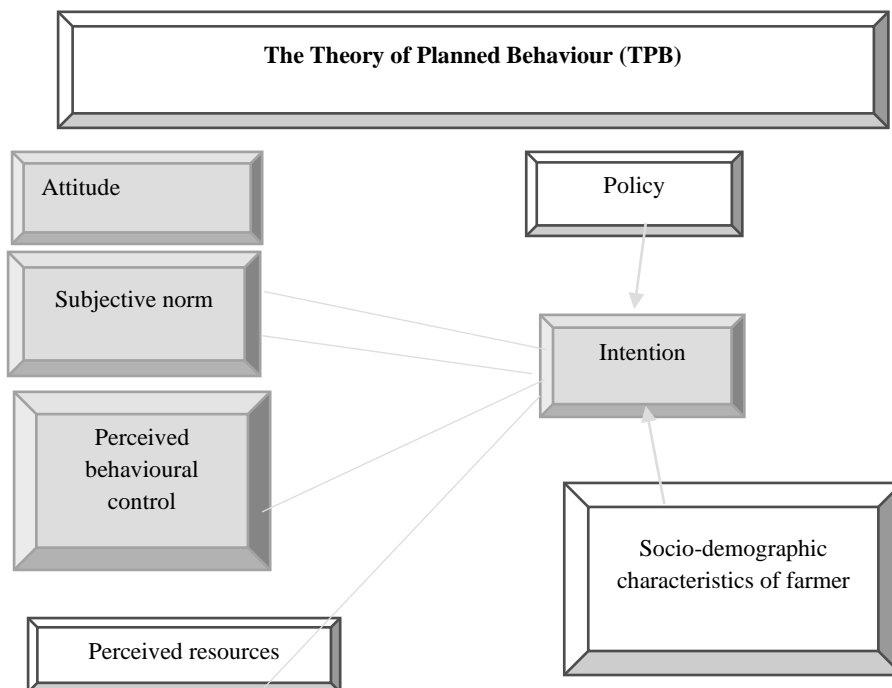 The Theory of Planned Behaviour (TPB)
Attitude
Policy
Subjective norm
Intention
Perceived
behavioural
control
Socio-demographic
characteristics of farmer
Perceived resources